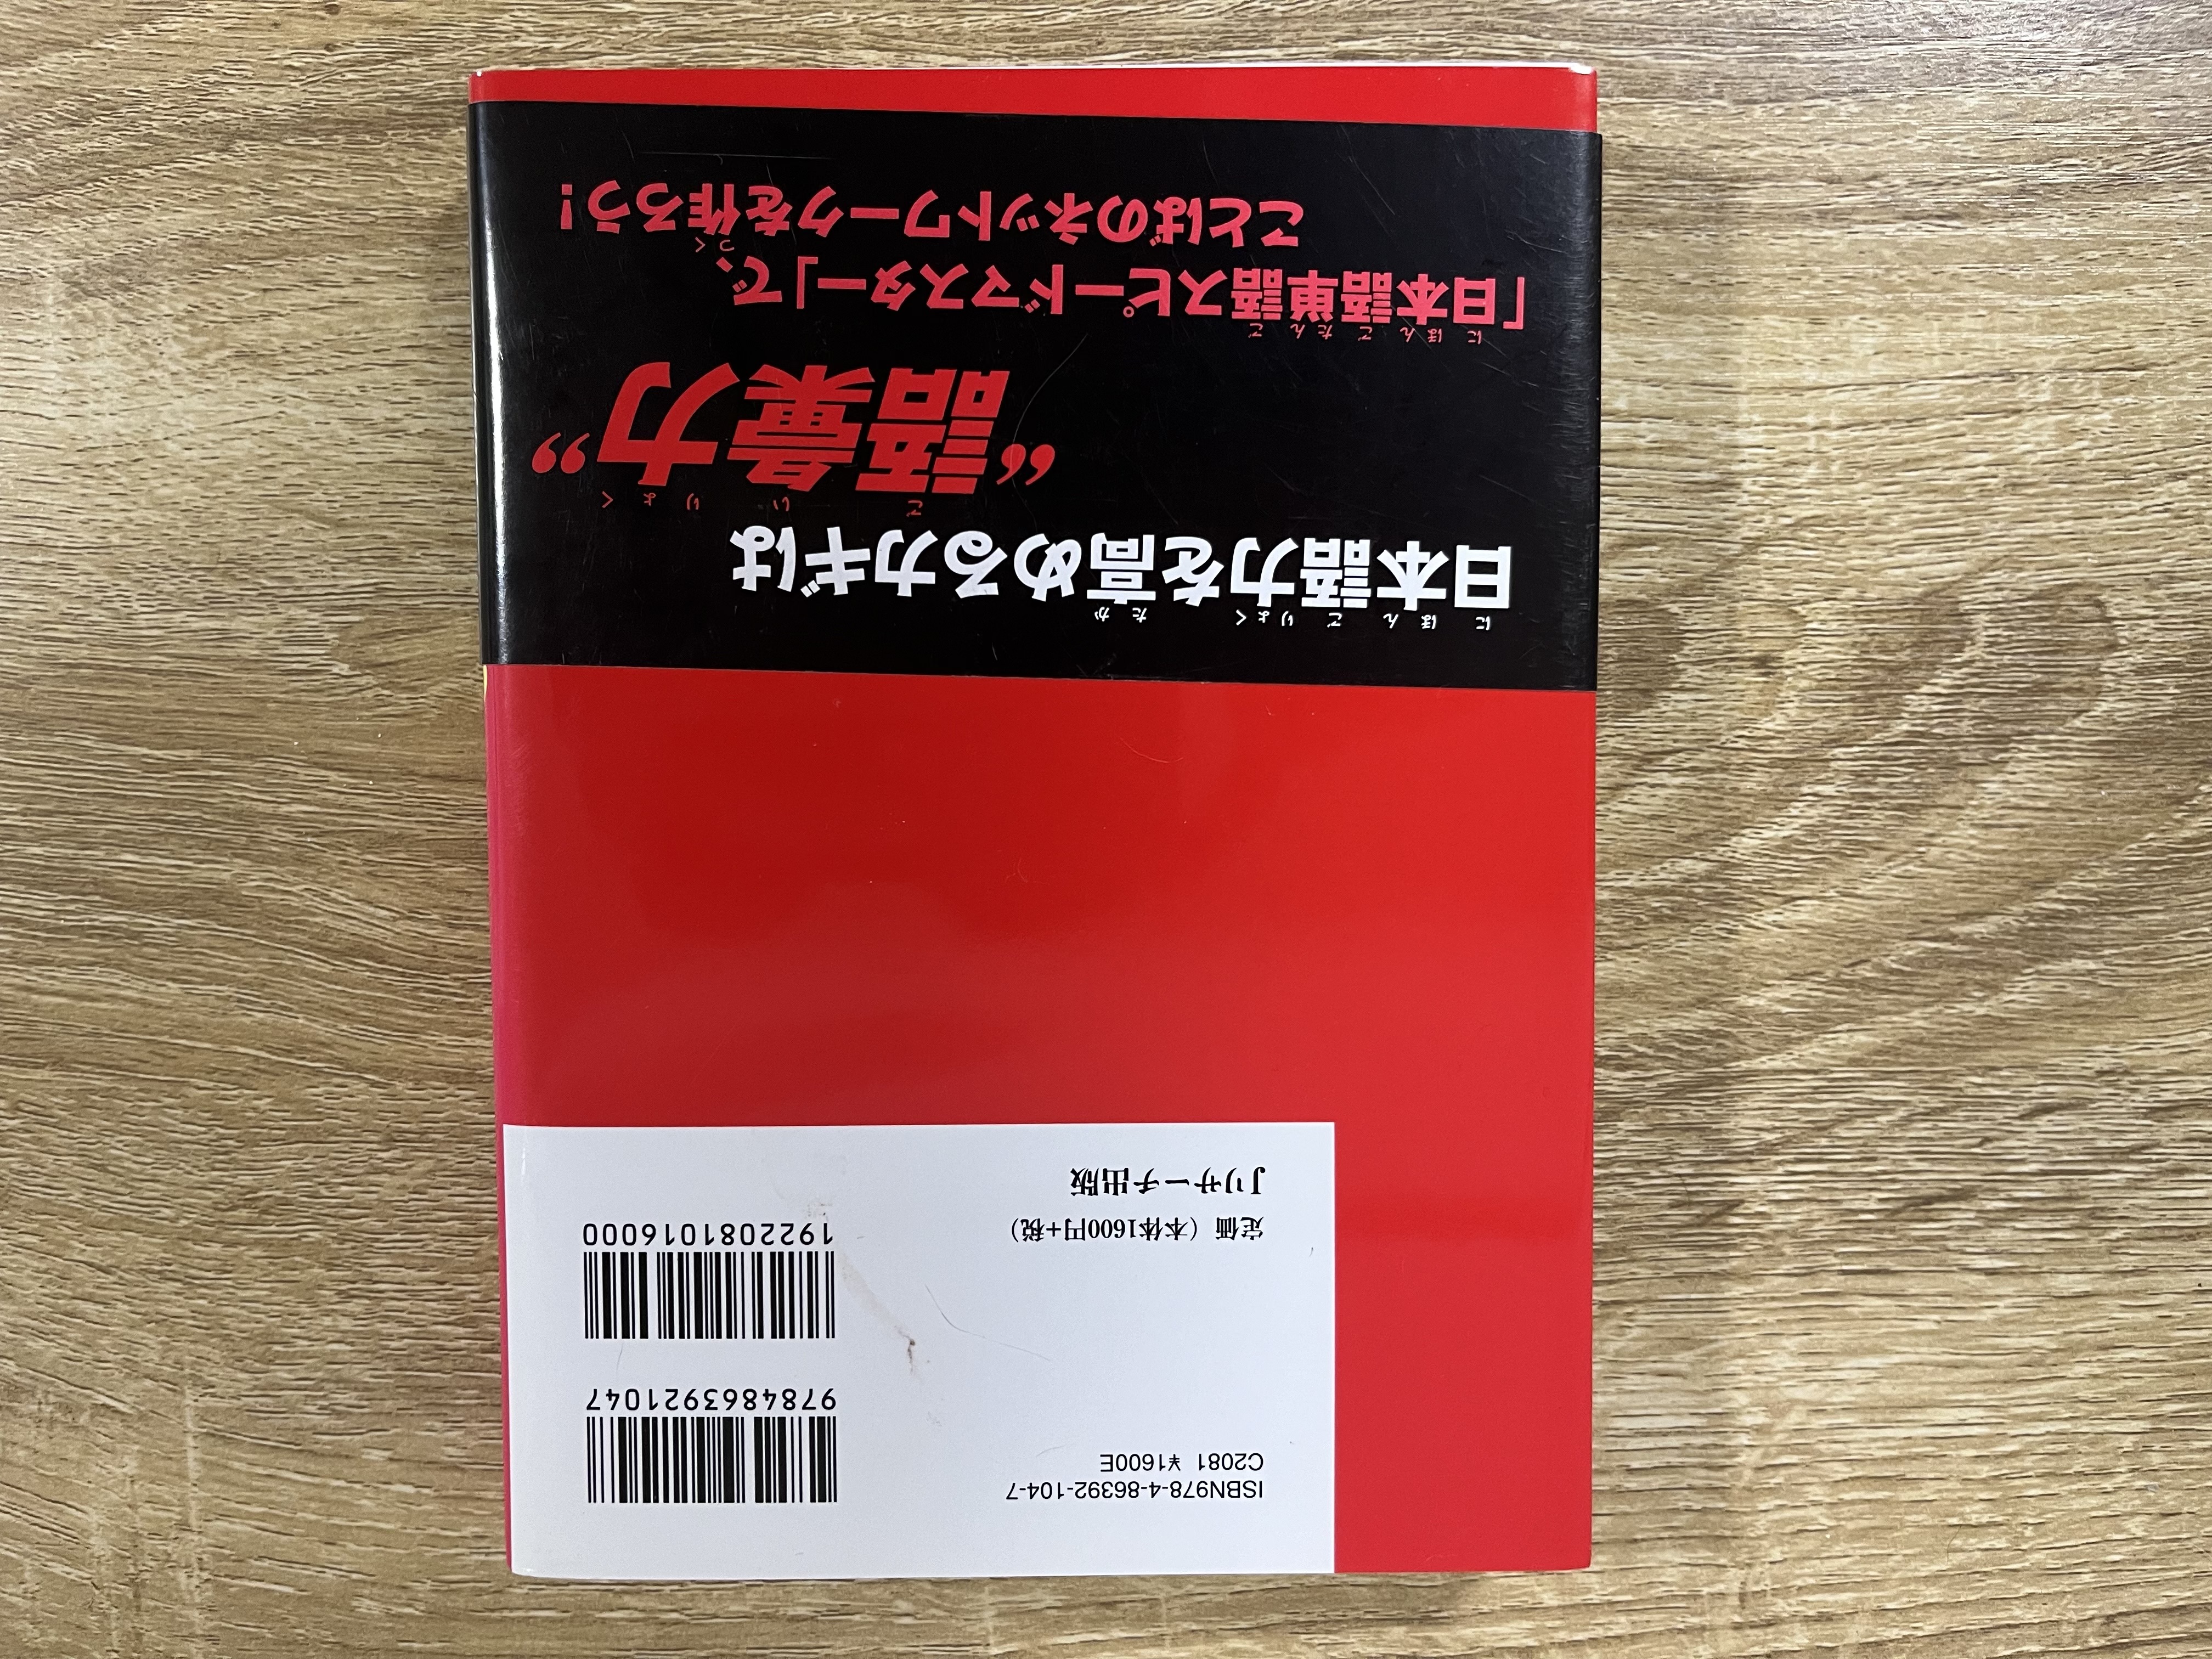 ISBN978-4-86392-104-7
C2081 ¥1600E
9784863921047
1922081016000
定価（本体1600円+税）
Jリサーチ出版
に ほん ご りょく たか
日本語力を高めるカギは
ご い りょく
“語彙力”
に ほん ご たん ご
「日本語単語スピードマスター」で、
つく
ことばのネットワークを作ろう！